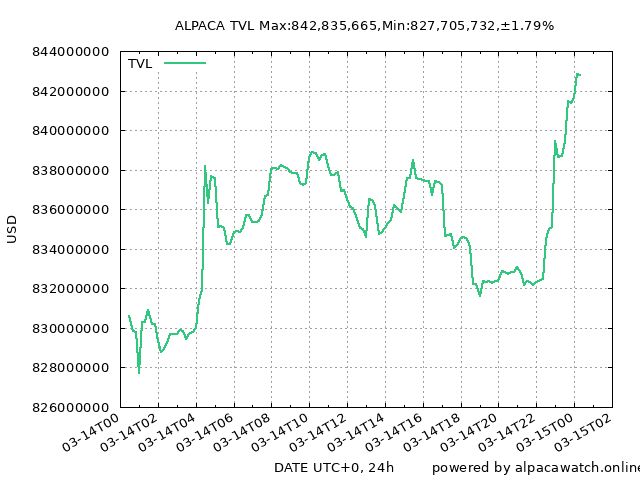 ALPACA TVL Max:842,835,665,Min:827,705,732,±1.79%
844000000
842000000
840000000
838000000
836000000
834000000
832000000
830000000
828000000
826000000
TVL
USD
03-14T00
03-14T02
03-14T04
03-14T06
03-14T08
03-14T10
03-14T12
03-14T14
03-14T16
03-14T18
03-14T20
03-14T22
03-15T00
03-15T02
DATE UTC+0, 24h
powered by alpacawatch.online